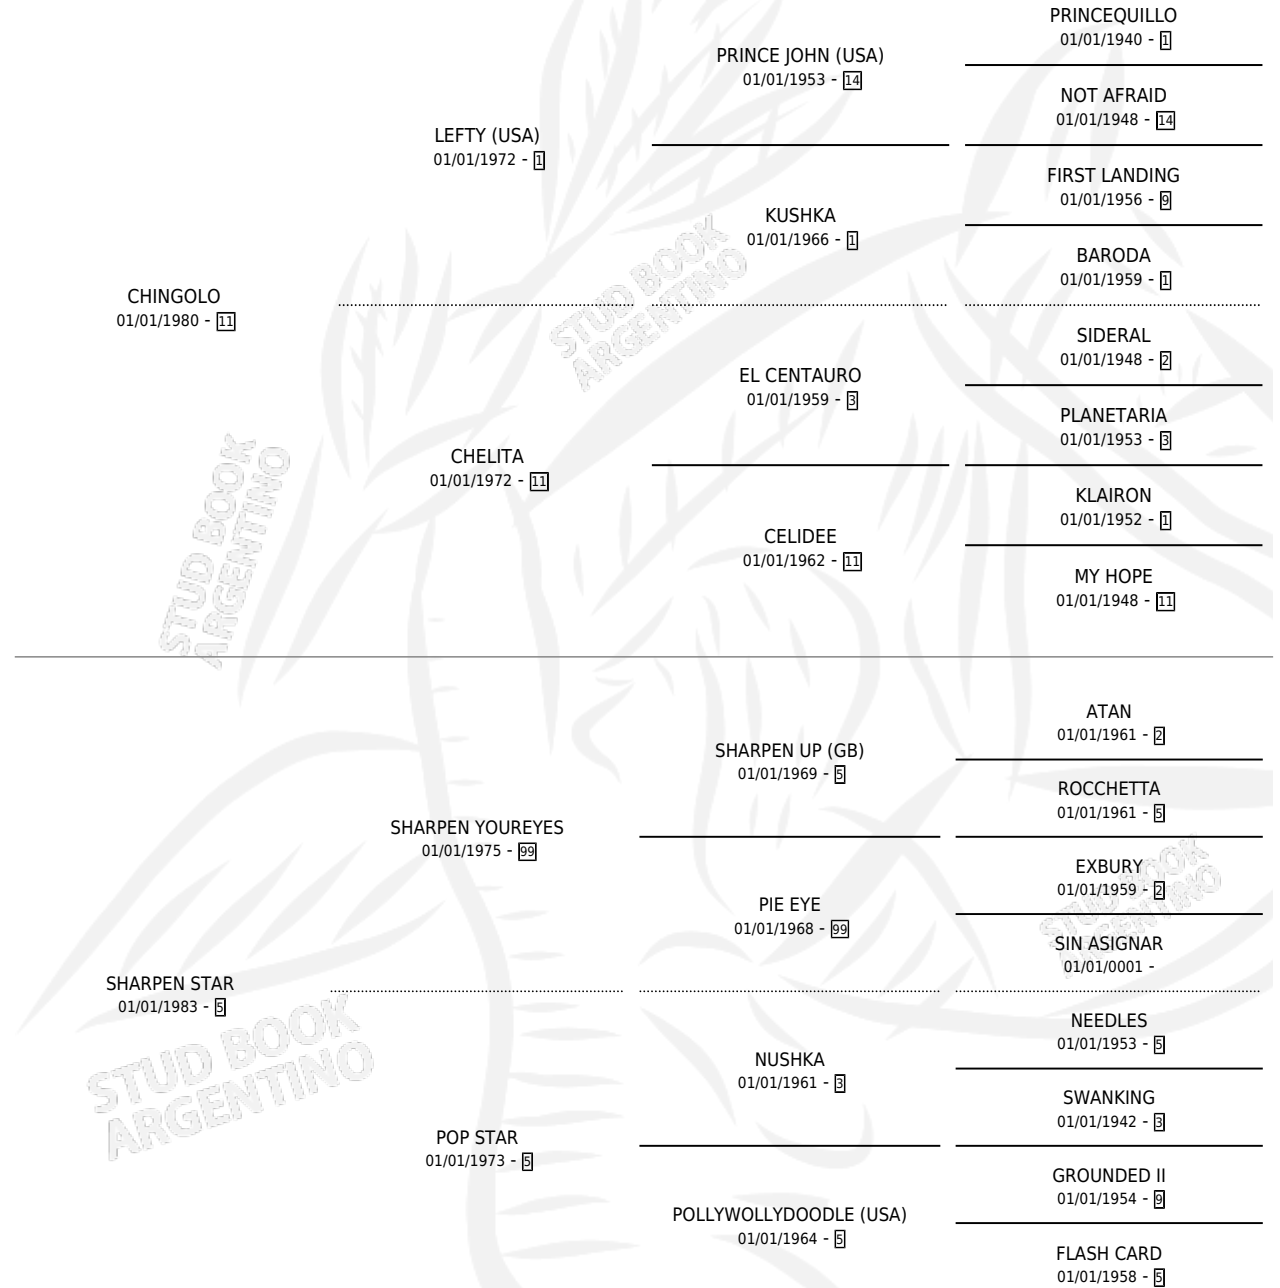 PRINCEQUILLO
01/01/1940 - 1
PRINCE JOHN (USA)
01/01/1953 - 14
NOT AFRAID
01/01/1948 - 14
LEFTY (USA)
01/01/1972 - 1
FIRST LANDING
01/01/1956 - 9
KUSHKA
01/01/1966 - 1
BARODA
01/01/1959 - 1
CHINGOLO
01/01/1980 - 11
STUD BOOK
ARGENTINO
SIDERAL
01/01/1948 - 2
EL CENTAURO
01/01/1959 - 3
PLANETARIA
01/01/1953 - 3
CHELITA
01/01/1972 - 11
KLAIRON
01/01/1952 - 1
CELIDEE
01/01/1962 - 11
MY HOPE
01/01/1948 - 11
STUD BOOK
ARGENTINO
ATAN
01/01/1961 - 2
SHARPEN UP (GB)
01/01/1969 - 5
ROCCHETTA
01/01/1961 - 5
SHARPEN YOUREYES
01/01/1975 - 99
EXBURY
01/01/1959 - 2
PIE EYE
01/01/1968 - 99
STUD BOOK
ARGENTINO
SIN ASIGNAR
01/01/0001 -
SHARPEN STAR
01/01/1983 - 5
NEEDLES
01/01/1953 - 5
NUSHKA
01/01/1961 - 3
SWANKING
01/01/1942 - 3
STUD BOOK
ARGENTINO
POP STAR
01/01/1973 - 5
GROUNDED II
01/01/1954 - 9
POLLYWOLLYDOODLE (USA)
01/01/1964 - 5
FLASH CARD
01/01/1958 - 5